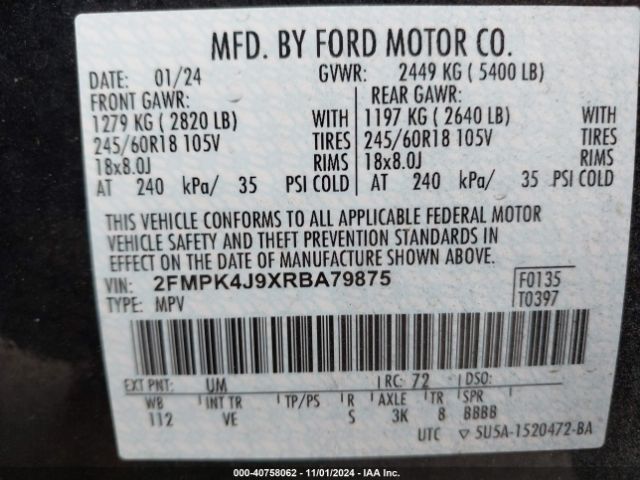 MFD. BY FORD MOTOR CO.
DATE: 01/24 GVWR: 2449 KG ( 5400 LB)
FRONT GAWR: REAR GAWR:
1279 KG ( 2820 LB) WITH 1197 KG ( 2640 LB) WITH
245/60R18 105V TIRES 245/60R18 105V TIRES
18x8.0J RIMS 18x8.0J RIMS
AT 240 kPa/ 35 PSI COLD AT 240 kPa/ 35 PSI COLD
THIS VEHICLE CONFORMS TO ALL APPLICABLE FEDERAL MOTOR
VEHICLE SAFETY AND THEFT PREVENTION STANDARDS IN
EFFECT ON THE DATE OF MANUFACTURE SHOWN ABOVE.
VIN: 2FMPK4J9XRBA79875 F0135
TYPE: MPV T0397
EXT PNT: UM RC: 72 DSO:
WB INT TR TP/PS R AXLE TR SPR
112 VE S 3K 8 BBBB
UTC ▽ 5U5A-1520472-BA
000-40758062 - 11/01/2024 - IAA Inc.